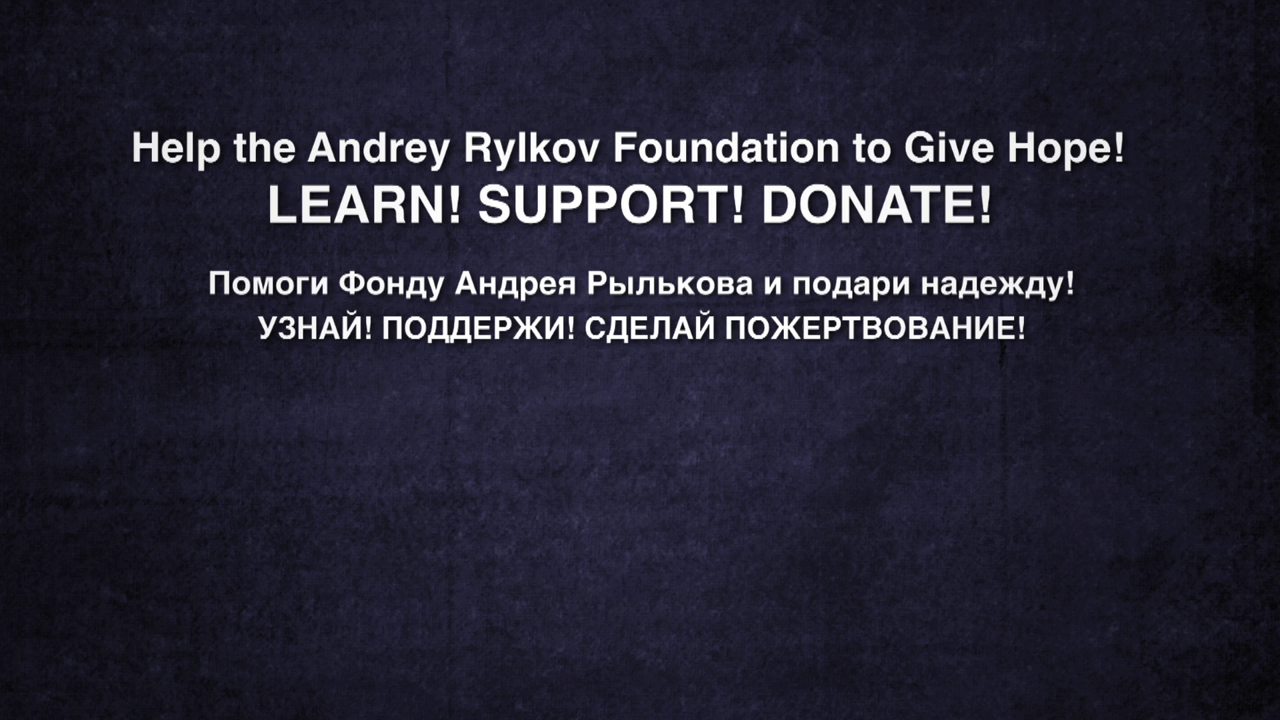 Help the Andrey Rylkov Foundation to Give Hope!
LEARN! SUPPORT! DONATE!
Помоги Фонду Андрея Рылькова и подари надежду!
УЗНАЙ! ПОДДЕРЖИ! СДЕЛАЙ ПОЖЕРТВОВАНИЕ!